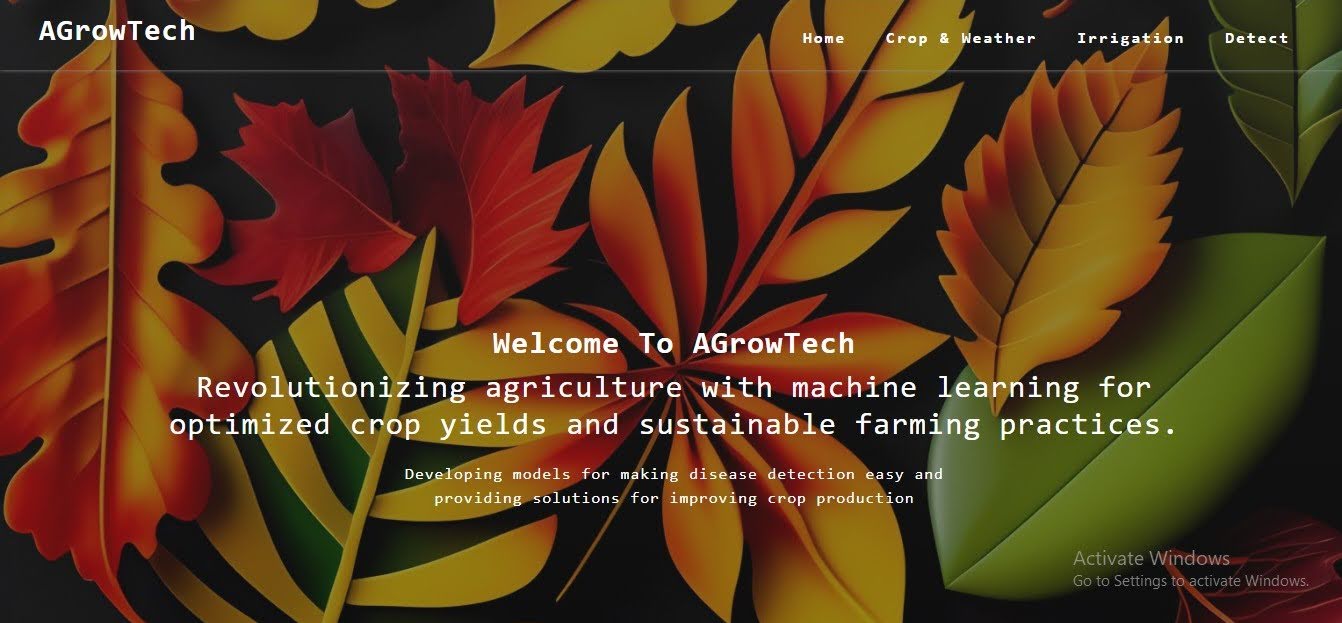 AGrowTech
Home Crop & Weather Irrigation Detect
Welcome To AGrowTech
Revolutionizing agriculture with machine learning for
optimized crop yields and sustainable farming practices.
Developing models for making disease detection easy and
providing solutions for improving crop production
Activate Windows
Go to Settings to activate Windows.